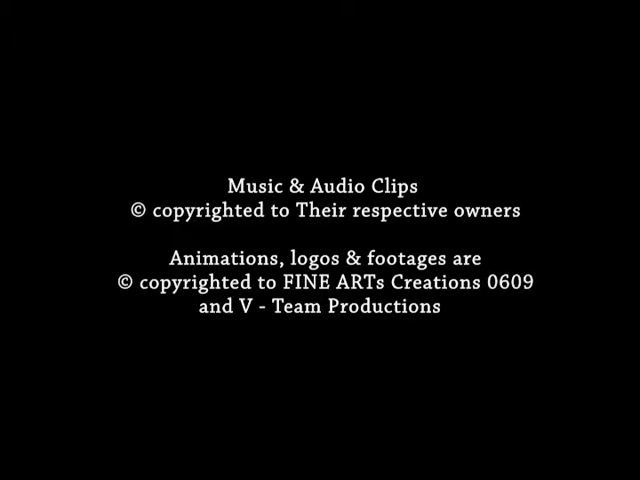 Music & Audio Clips
© copyrighted to Their respective owners
Animations, logos & footages are
© copyrighted to FINE ARTs Creations 0609
and V - Team Productions